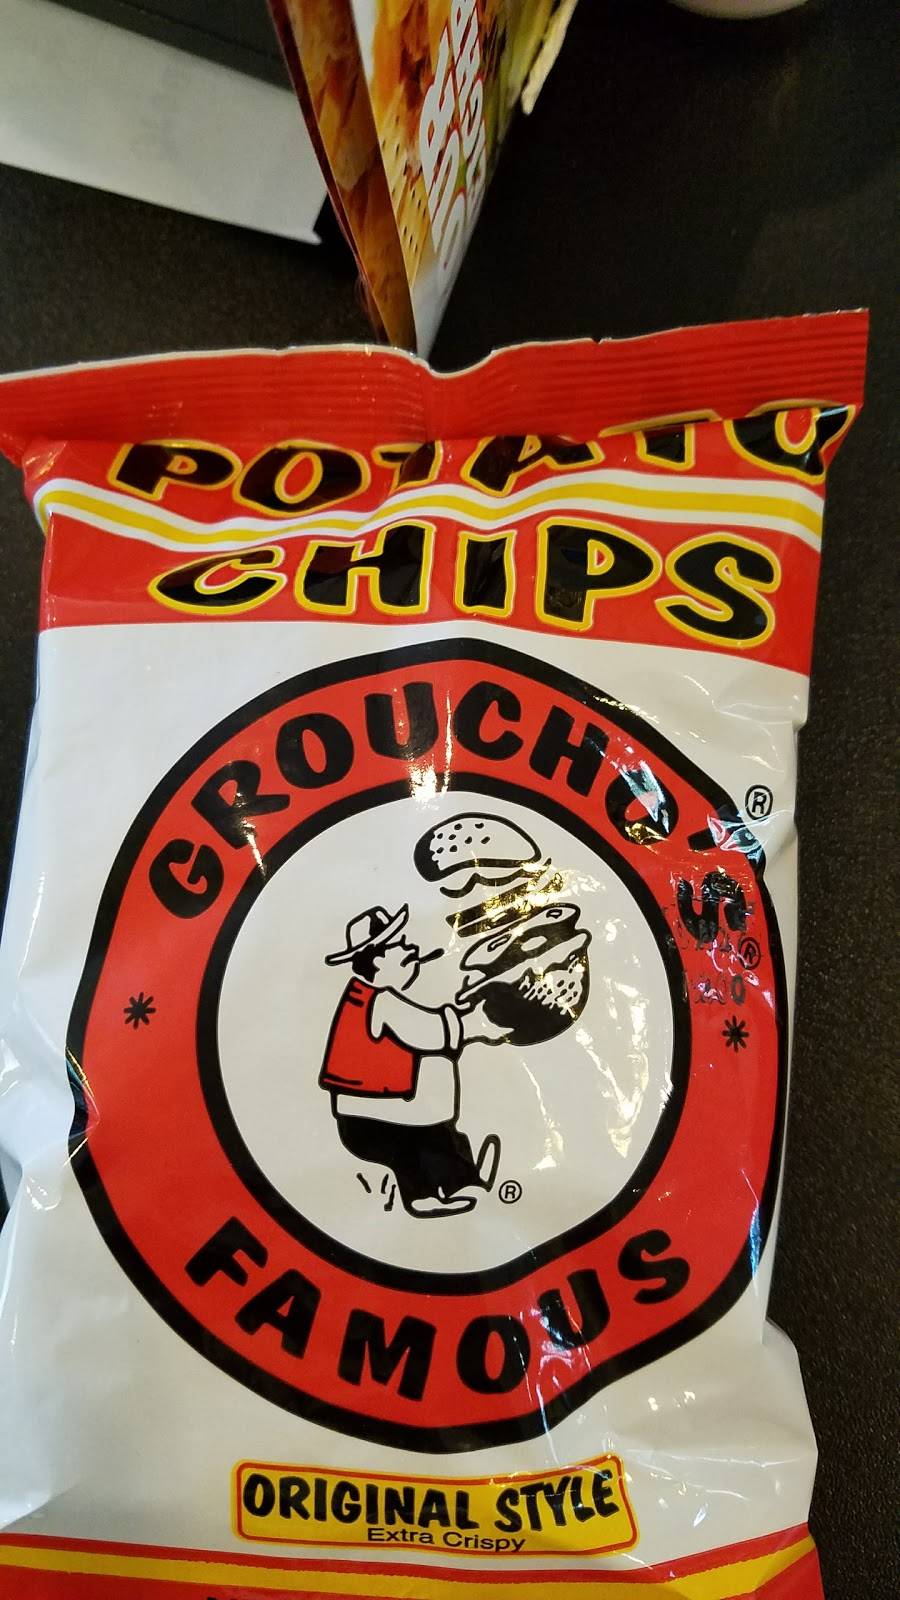 POTATO
CHIPS
GROUCHO'S
®
FAMOUS
®
ORIGINAL STYLE
Extra Crispy